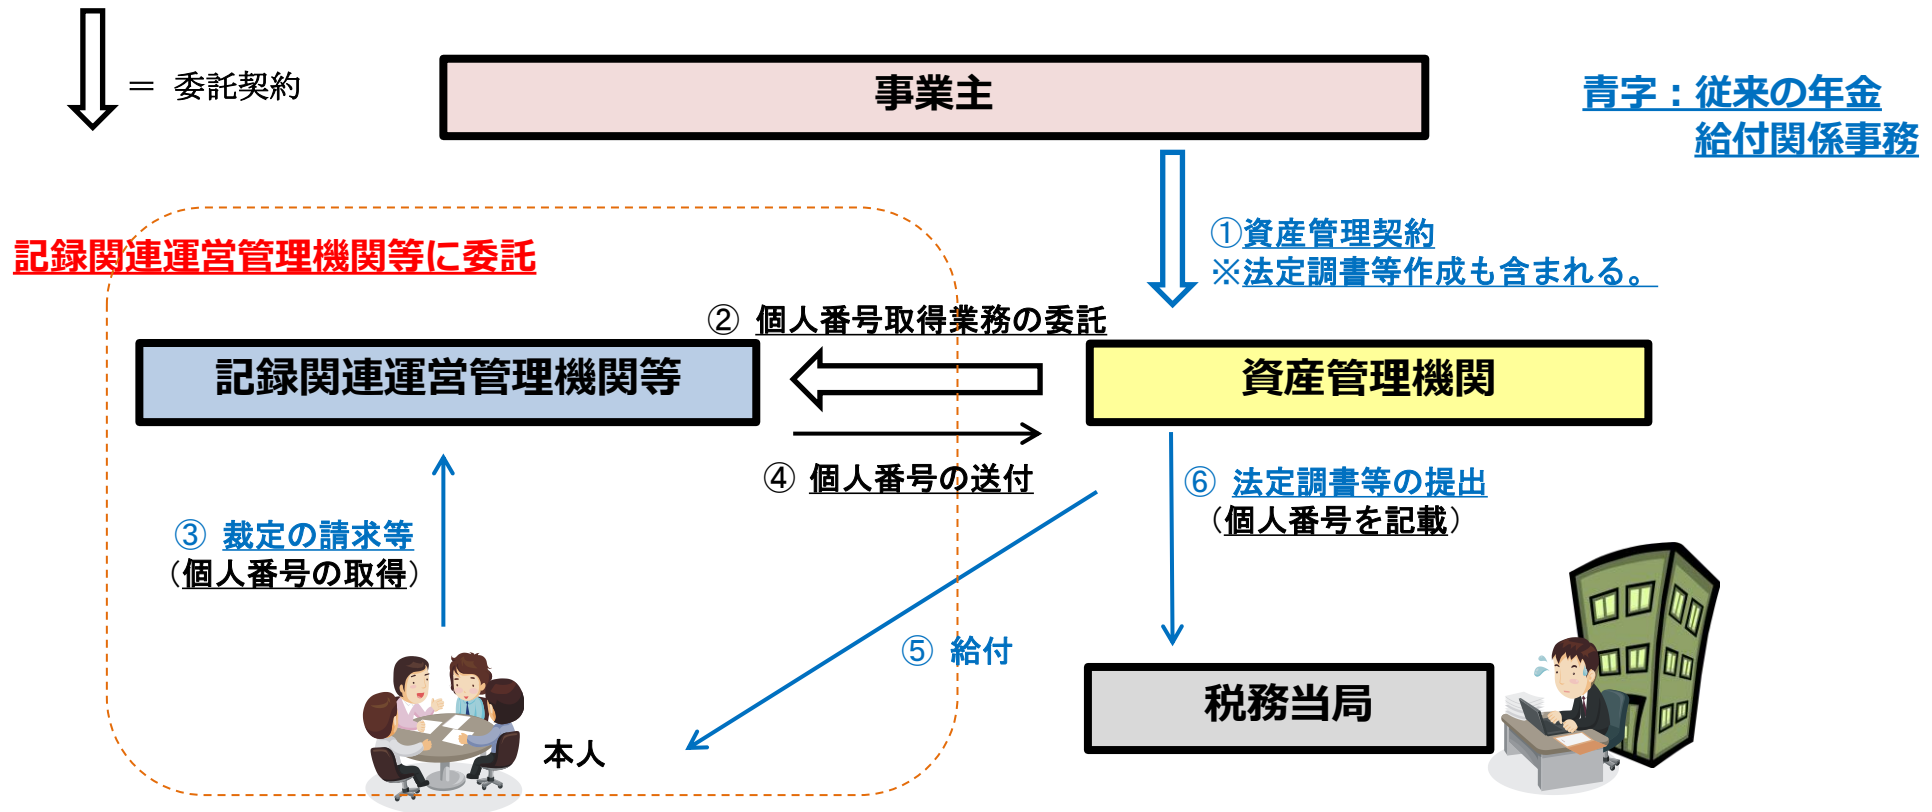 ＝ 委託契約
事業主
青字：従来の年金
給付関係事務
①資産管理契約
※法定調書等作成も含まれる。
記録関連運営管理機関等に委託
② 個人番号取得業務の委託
記録関連運営管理機関等
資産管理機関
④ 個人番号の送付
⑥ 法定調書等の提出
（個人番号を記載）
③ 裁定の請求等
（個人番号の取得）
⑤ 給付
税務当局
本人